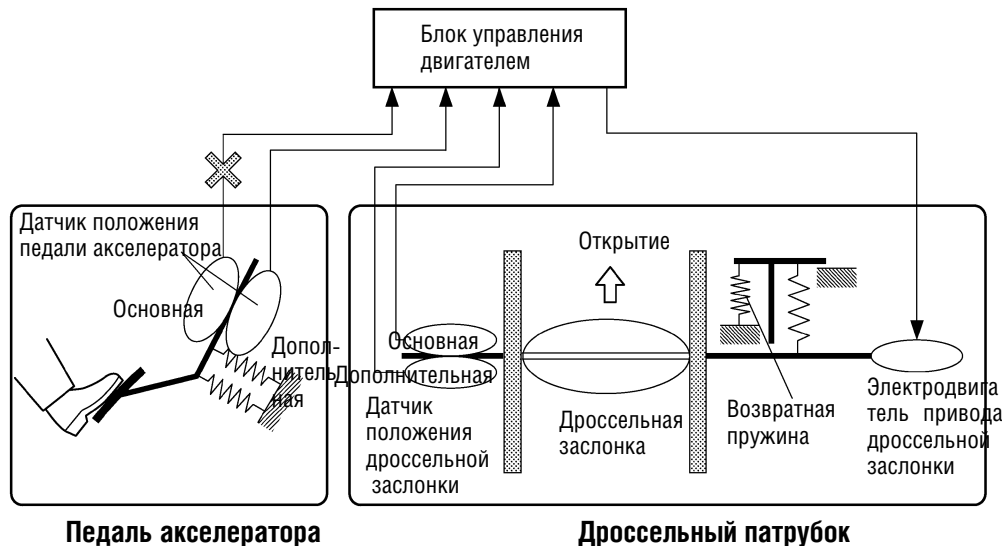 Блок управления
двигателем
Датчик положения
педали акселератора
Основная
Допол-
нитель
ная
Открытие
Основная
Дополнительная
Датчик
положения
дроссельной
заслонки
Дроссельная
заслонка
Возвратная
пружина
Электродвига
тель привода
дроссельной
заслонки
Педаль акселератора
Дроссельный патрубок